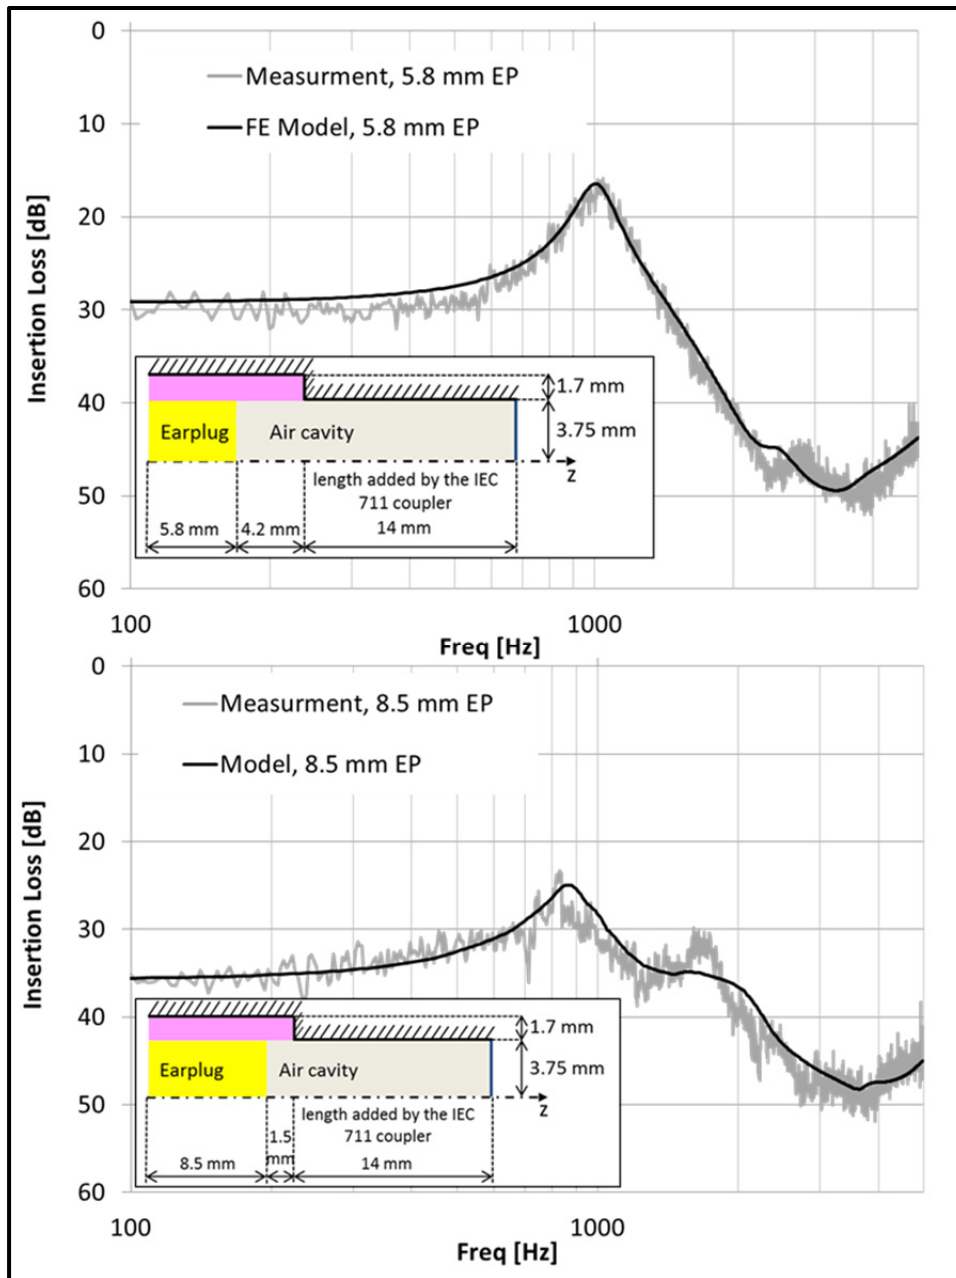 0
10
20
30
40
50
60
Insertion Loss [dB]
Measurment, 5.8 mm EP
FE Model, 5.8 mm EP
1.7 mm
3.75 mm
Earplug
Air cavity
z
length added by the IEC
711 coupler
5.8 mm
4.2 mm
14 mm
100
1000
Freq [Hz]
0
10
20
30
40
50
60
Insertion Loss [dB]
Measurment, 8.5 mm EP
Model, 8.5 mm EP
1.7 mm
3.75 mm
Earplug
Air cavity
z
length added by the IEC
711 coupler
1.5
mm
8.5 mm
14 mm
100
1000
Freq [Hz]